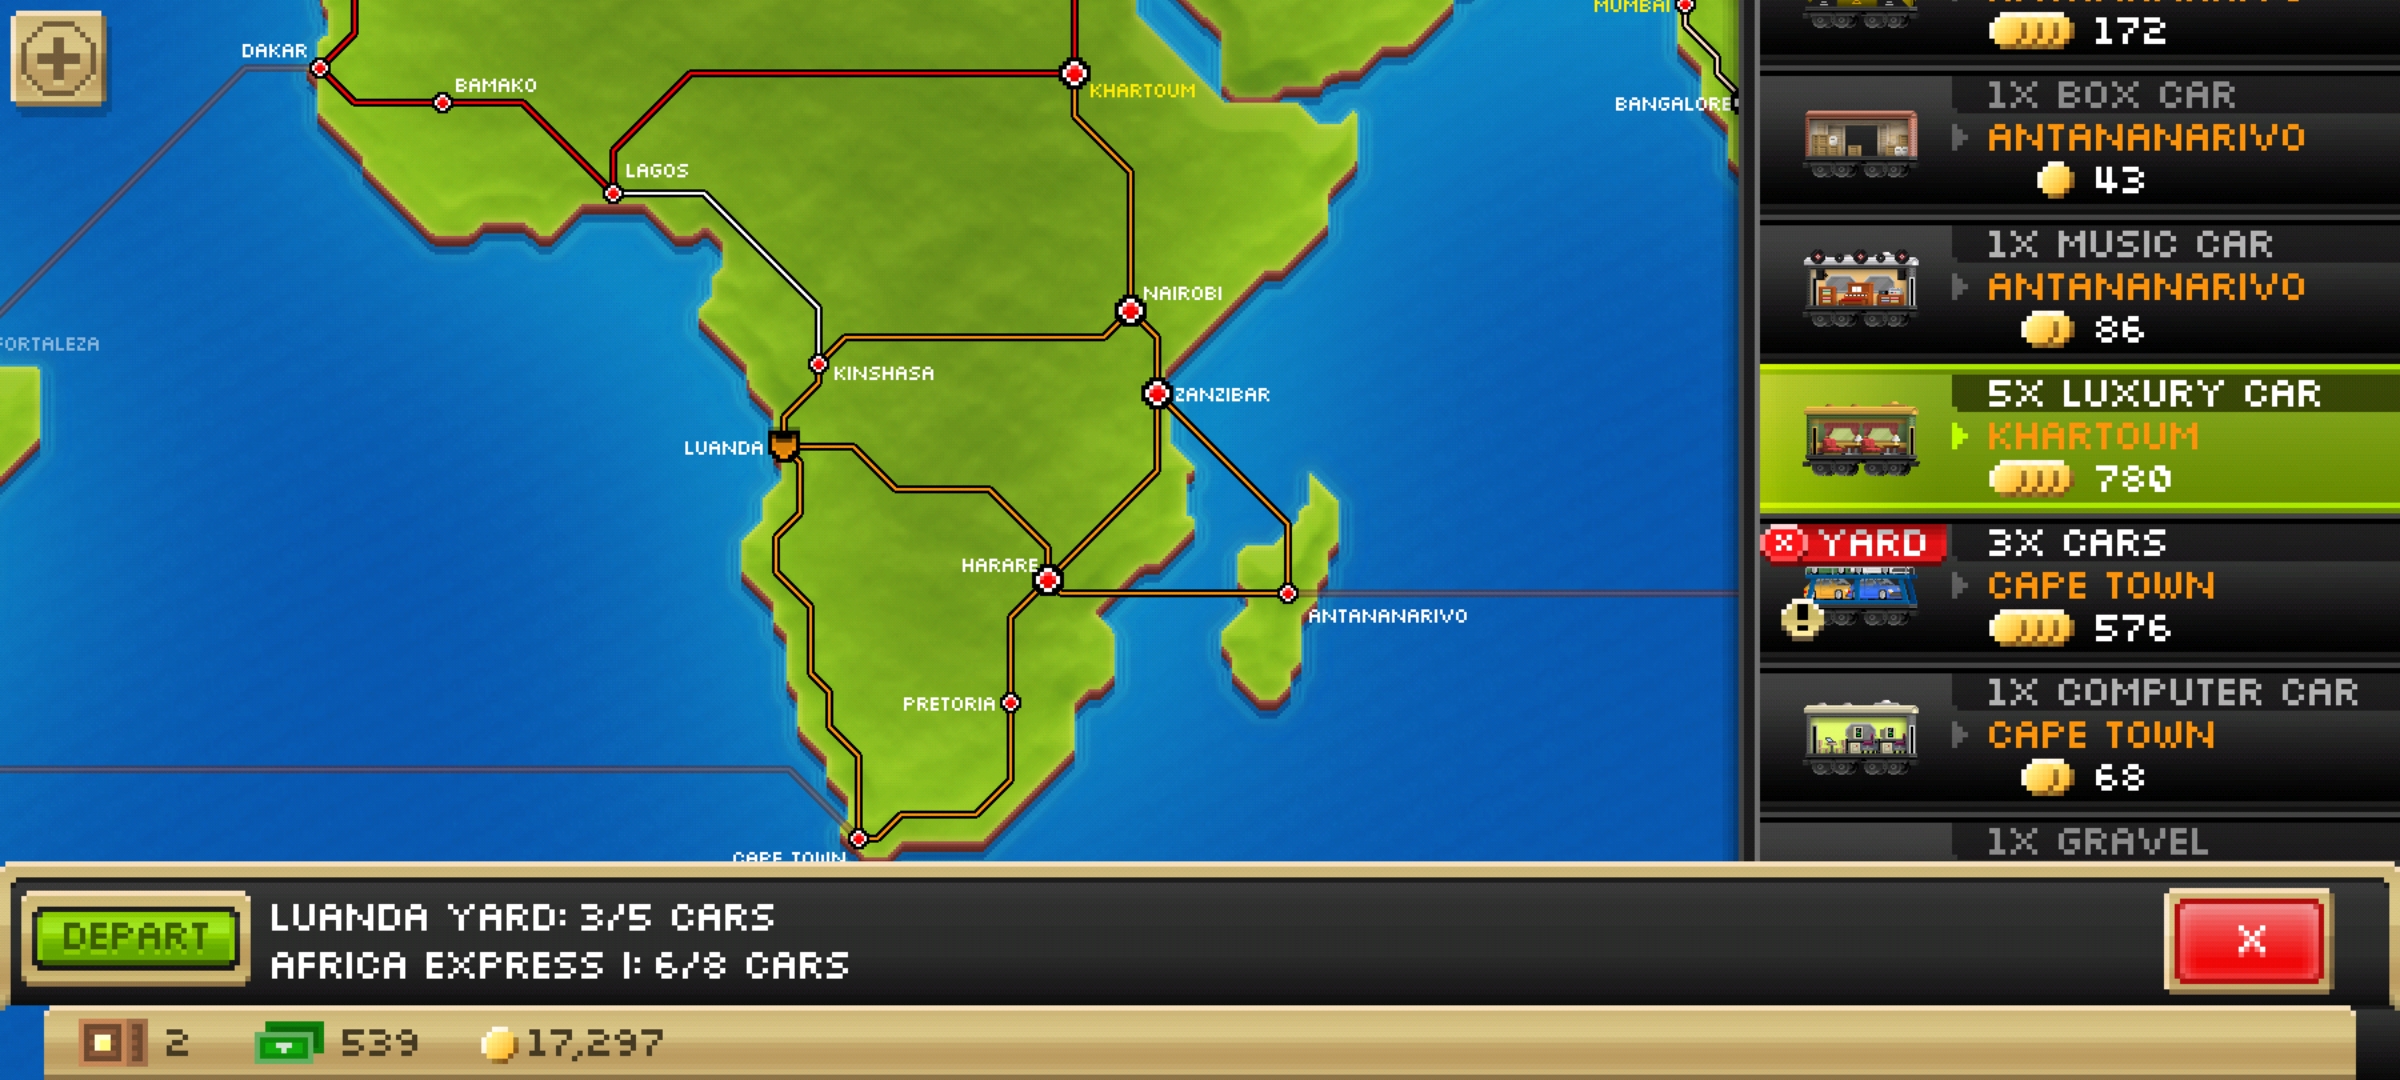 DAKAR
BAMAKO
LAGOS
KHARTOUM
MUMBAI
BANGALORE
FORTALEZA
NAIROBI
KINSHASA
ZANZIBAR
LUANDA
HARARE
ANTANANARIVO
PRETORIA
CAPE TOWN
ANTANANARIVO
172
1X BOX CAR
ANTANANARIVO
43
1X MUSIC CAR
ANTANANARIVO
86
5X LUXURY CAR
KHARTOUM
780
YARD
3X CARS
CAPE TOWN
576
1X COMPUTER CAR
CAPE TOWN
68
1X GRAVEL
DEPART
LUANDA YARD: 3/5 CARS
AFRICA EXPRESS I: 6/8 CARS
X
2
539
17,297